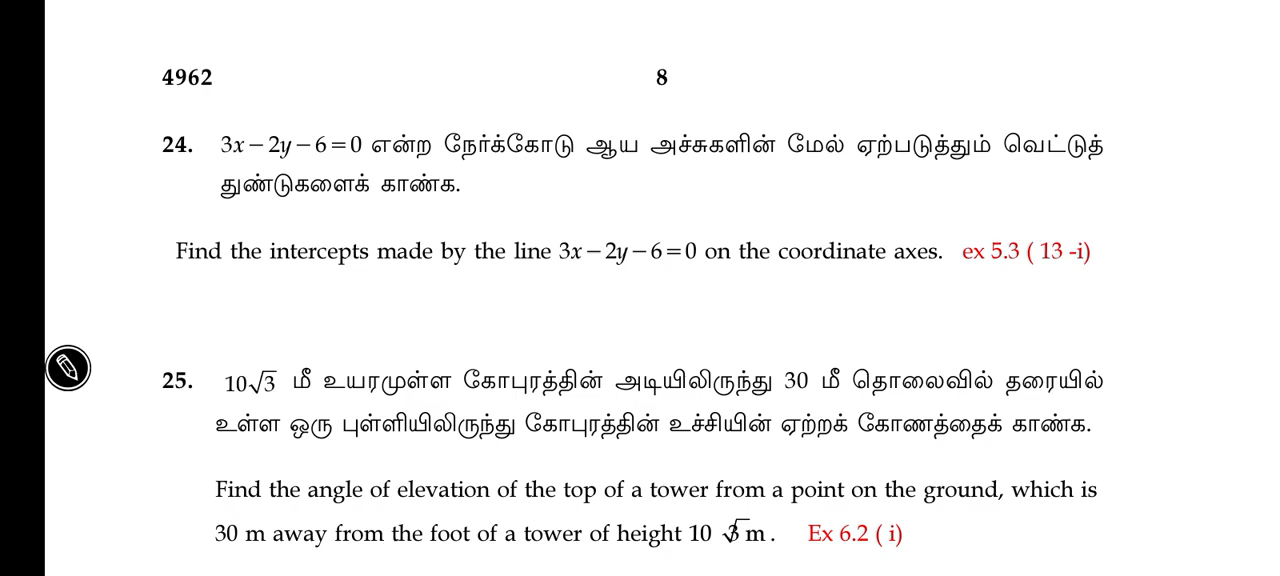 4962 8
24. 3x − 2y − 6 = 0 என்ற நேர்க்கோடு ஆய அச்சுகளின் மேல் ஏற்படுத்தும் வெட்டுத்
துண்டுகளைக் காண்க.
Find the intercepts made by the line 3x − 2y − 6 = 0 on the coordinate axes. ex 5.3 ( 13 -i)
25. 10√3 மீ உயரமுள்ள கோபுரத்தின் அடியிலிருந்து 30 மீ தொலைவில் தரையில்
உள்ள ஒரு புள்ளியிலிருந்து கோபுரத்தின் உச்சியின் ஏற்றக் கோணத்தைக் காண்க.
Find the angle of elevation of the top of a tower from a point on the ground, which is
30 m away from the foot of a tower of height 10 √3 m. Ex 6.2 ( i)